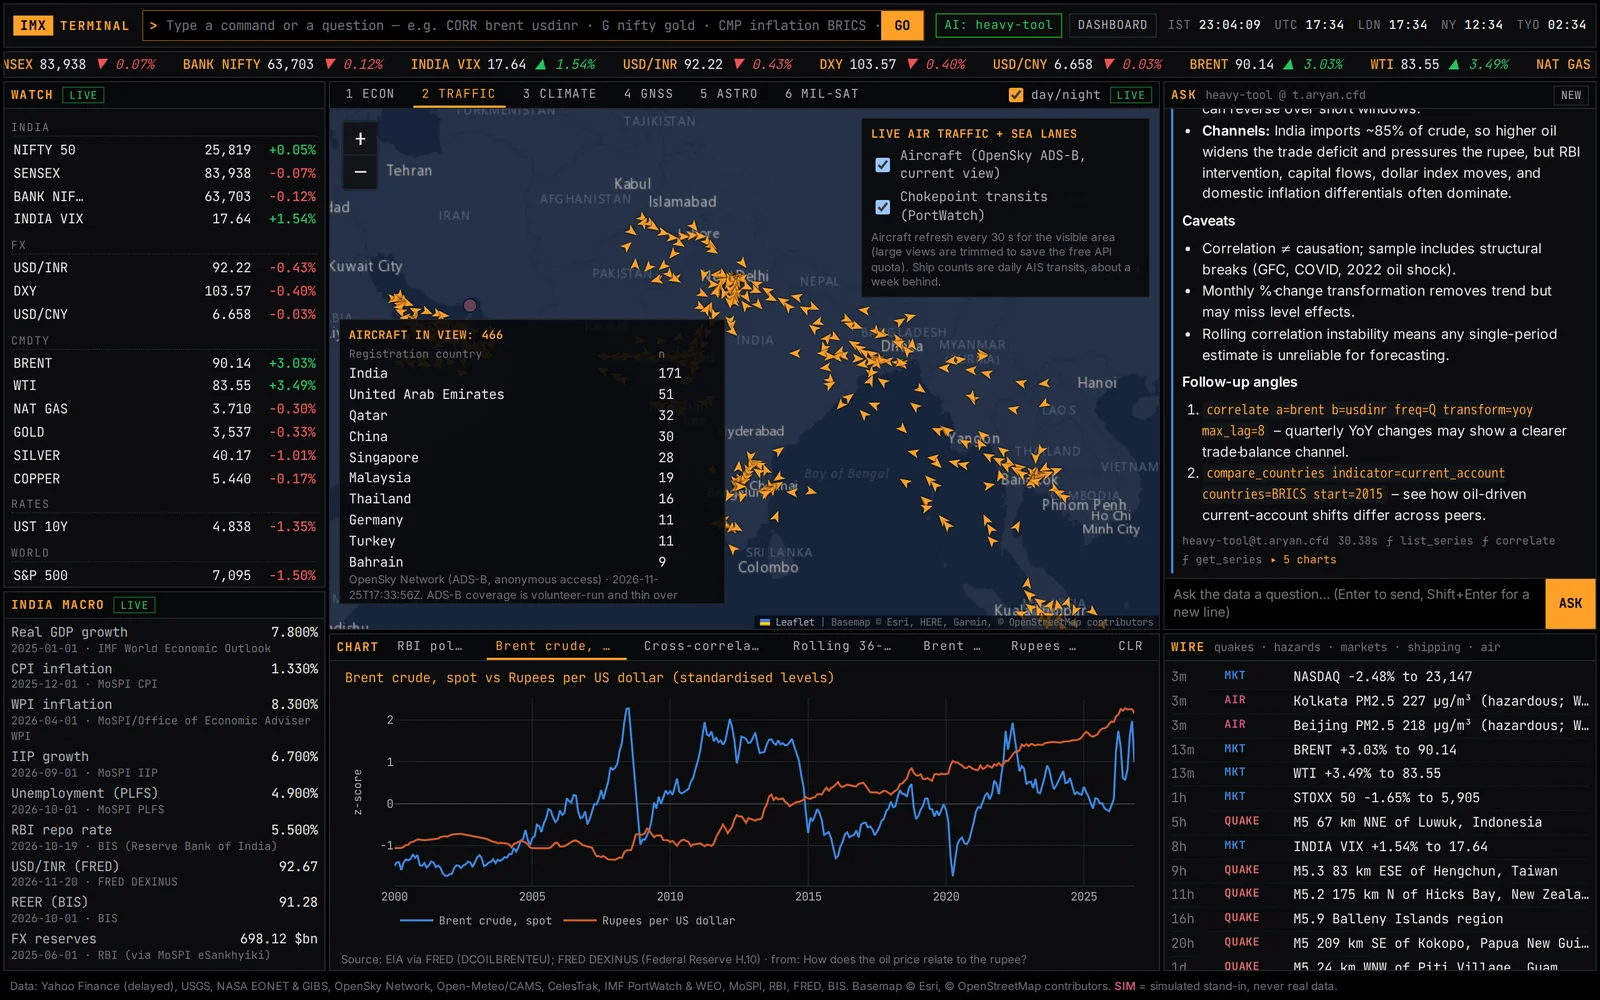 IMX TERMINAL
> Type a command or a question — e.g. CORR brent usdinr · G nifty gold · CMP inflation BRICS ·
GO
AI: heavy-tool
DASHBOARD
IST 23:04:09 UTC 17:34 LDN 17:34 NY 12:34 TYO 02:34
NSEX 83,938 ▼ 0.07% BANK NIFTY 63,703 ▼ 0.12% INDIA VIX 17.64 ▲ 1.54% USD/INR 92.22 ▼ 0.43% DXY 103.57 ▼ 0.40% USD/CNY 6.658 ▼ 0.03% BRENT 90.14 ▲ 3.03% WTI 83.55 ▲ 3.49% NAT GAS
WATCH LIVE
INDIA
NIFTY 50 25,819 +0.05%
SENSEX 83,938 -0.07%
BANK NIF… 63,703 -0.12%
INDIA VIX 17.64 +1.54%
FX
USD/INR 92.22 -0.43%
DXY 103.57 -0.40%
USD/CNY 6.658 -0.03%
CMDTY
BRENT 90.14 +3.03%
WTI 83.55 +3.49%
NAT GAS 3.710 -0.30%
GOLD 3,537 -0.33%
SILVER 40.17 -1.01%
COPPER 5.440 -0.17%
RATES
UST 10Y 4.838 -1.35%
WORLD
S&P 500 7,095 -1.50%
INDIA MACRO LIVE
Real GDP growth 7.800%
2025-01-01 · IMF World Economic Outlook
CPI inflation 1.330%
2025-12-01 · MoSPI CPI
WPI inflation 8.300%
2026-04-01 · MoSPI/Office of Economic Adviser
WPI
IIP growth 6.700%
2026-09-01 · MoSPI IIP
Unemployment (PLFS) 4.900%
2026-10-01 · MoSPI PLFS
RBI repo rate 5.500%
2026-10-19 · BIS (Reserve Bank of India)
USD/INR (FRED) 92.67
2026-11-20 · FRED DEXINUS
REER (BIS) 91.28
2026-10-01 · BIS
FX reserves 698.12 $bn
2025-06-01 · RBI (via MoSPI eSankhyiki)
1 ECON 2 TRAFFIC 3 CLIMATE 4 GNSS 5 ASTRO 6 MIL-SAT
day/night LIVE
+
−
TURKMENISTAN
TAJIKISTAN
Tehran
Kabul
AFGHANISTAN
Islamabad
IRAN
Lahore
Kuwait City
PAKISTAN
New Delhi
NEPAL
INDIA
BANGLADESH
Dhaka
MYANMAR
Hanoi
LAOS
Yangon
THAILAND
VIETNAM
Bay of Bengal
Chennai
Bangkok
CAMBODIA
Phnom Penh
Ho Chi
Minh City
SRI LANKA
Colombo
Kuala Lumpur
LIVE AIR TRAFFIC + SEA LANES
Aircraft (OpenSky ADS-B,
current view)
Chokepoint transits
(PortWatch)
Aircraft refresh every 30 s for the visible area
(large views are trimmed to save the free API
quota). Ship counts are daily AIS transits, about a
week behind.
AIRCRAFT IN VIEW: 466
Registration country n
India 171
United Arab Emirates 51
Qatar 32
China 30
Singapore 28
Malaysia 19
Thailand 16
Germany 11
Turkey 11
Bahrain 9
OpenSky Network (ADS-B, anonymous access) · 2026-11-
25T17:33:56Z. ADS-B coverage is volunteer-run and thin over
Leaflet | Basemap © Esri, HERE, Garmin, © OpenStreetMap contributors
CHART RBI pol… Brent crude, … Cross-correla… Rolling 36-… Brent … Rupees … CLR
Brent crude, spot vs Rupees per US dollar (standardised levels)
2
1
0
-1
z-score
2000 2005 2010 2015 2020 2025
Brent crude, spot Rupees per US dollar
Source: EIA via FRED (DCOILBRENTEU); FRED DEXINUS (Federal Reserve H.10) · from: How does the oil price relate to the rupee?
ASK heavy-tool @ t.aryan.cfd NEW
can reverse over short windows.
• Channels: India imports ~85% of crude, so higher oil
widens the trade deficit and pressures the rupee, but RBI
intervention, capital flows, dollar index moves, and
domestic inflation differentials often dominate.
Caveats
• Correlation ≠ causation; sample includes structural
breaks (GFC, COVID, 2022 oil shock).
• Monthly %-change transformation removes trend but
may miss level effects.
• Rolling correlation instability means any single-period
estimate is unreliable for forecasting.
Follow-up angles
1. correlate a=brent b=usdinr freq=Q transform=yoy
max_lag=8 – quarterly YoY changes may show a clearer
trade-balance channel.
2. compare_countries indicator=current_account
countries=BRICS start=2015 – see how oil-driven
current-account shifts differ across peers.
heavy-tool@t.aryan.cfd 30.38s ƒ list_series ƒ correlate
ƒ get_series ▸ 5 charts
Ask the data a question… (Enter to send, Shift+Enter for a
new line)
ASK
WIRE quakes · hazards · markets · shipping · air
3m MKT NASDAQ -2.48% to 23,147
3m AIR Kolkata PM2.5 227 µg/m³ (hazardous; W…
3m AIR Beijing PM2.5 218 µg/m³ (hazardous; W…
13m MKT BRENT +3.03% to 90.14
13m MKT WTI +3.49% to 83.55
1h MKT STOXX 50 -1.65% to 5,905
5h QUAKE M5 67 km NNE of Luwuk, Indonesia
8h MKT INDIA VIX +1.54% to 17.64
9h QUAKE M5.3 83 km ESE of Hengchun, Taiwan
11h QUAKE M5.2 175 km N of Hicks Bay, New Zeala…
16h QUAKE M5.9 Balleny Islands region
20h QUAKE M5 209 km SE of Kokopo, Papua New Gui…
1d QUAKE M5 24 km WNW of Piti Village, Guam
Data: Yahoo Finance (delayed), USGS, NASA EONET & GIBS, OpenSky Network, Open-Meteo/CAMS, CelesTrak, IMF PortWatch & WEO, MoSPI, RBI, FRED, BIS. Basemap © Esri, © OpenStreetMap contributors. SIM = simulated stand-in, never real data.